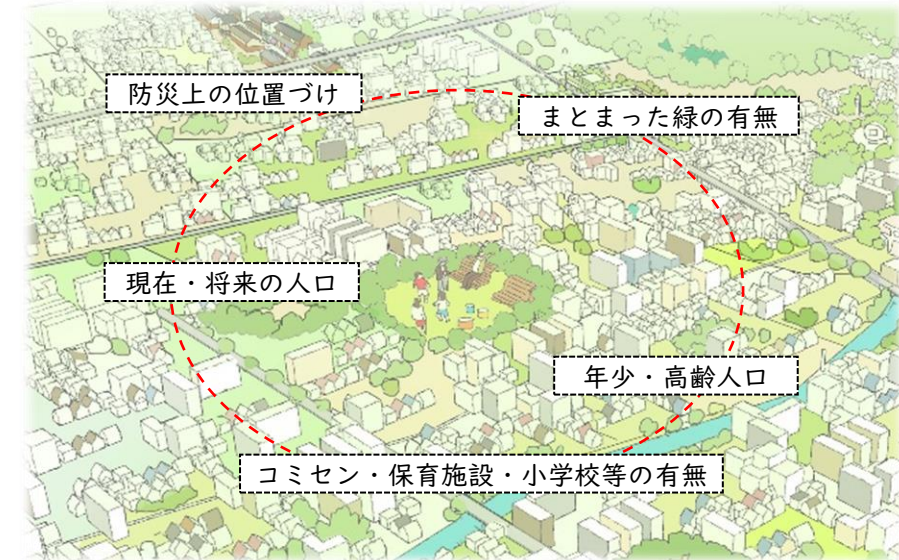 防災上の位置づけ
まとまった緑の有無
現在・将来の人口
年少・高齢人口
コミセン・保育施設・小学校等の有無